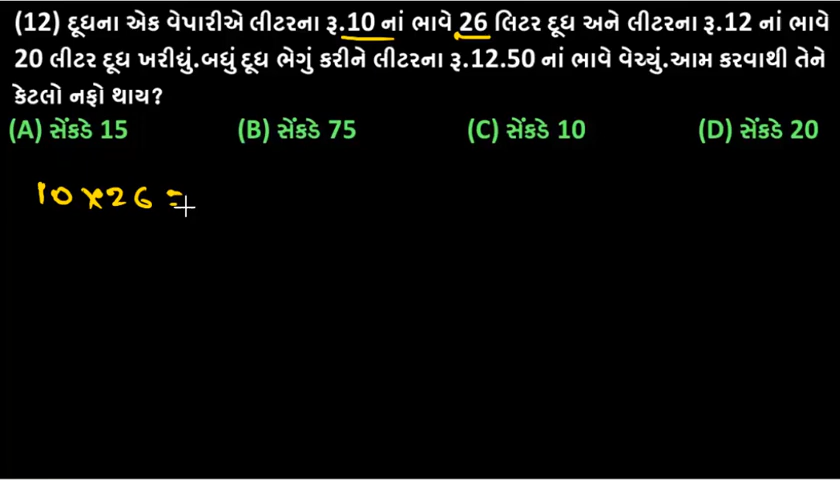 (12) દૂધના એક વેપારીએ લીટરના રૂ.10 નાં ભાવે 26 લિટર દૂધ અને લીટરના રૂ.12 નાં ભાવે
20 લીટર દૂધ ખરીદ્યું.બધું દૂધ ભેગું કરીને લીટરના રૂ.12.50 નાં ભાવે વેચ્યું.આમ કરવાથી તેને
કેટલો નફો થાય?
(A) સેંકડે 15 (B) સેંકડે 75 (C) સેંકડે 10 (D) સેંકડે 20
10 x 26 =